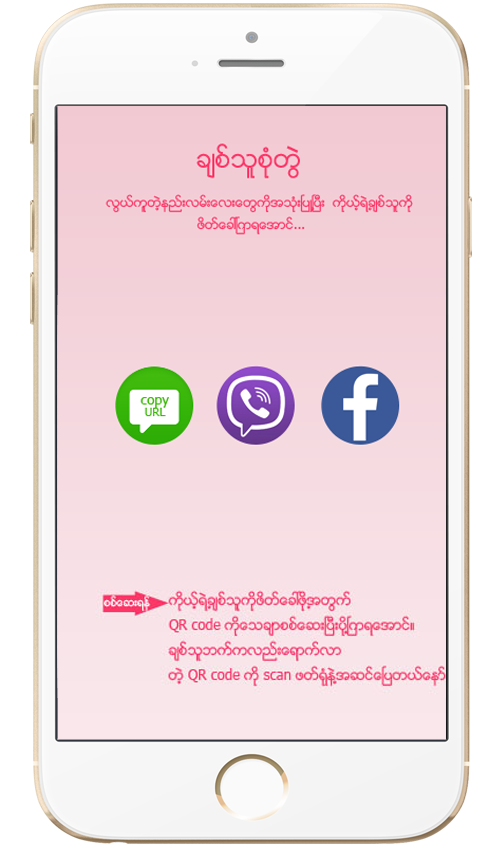 ချစ်သူစုံတွဲ
လွယ်ကူတဲ့နည်းလမ်းလေးတွေကိုအသုံးပြုပြီး ကိုယ့်ရဲ့ချစ်သူကို
ဖိတ်ခေါ်ကြရအောင်...
copy
URL
စစ်ဆေးရန်
ကိုယ့်ရဲ့ချစ်သူကိုဖိတ်ခေါ်ဖို့အတွက်
QR code ကိုသေချာစစ်ဆေးပြီးပို့ကြရအောင်။
ချစ်သူဘက်ကလည်းရောက်လာ
တဲ့ QR code ကို scan ဖတ်ရုံနဲ့အဆင်ပြေတယ်နော်